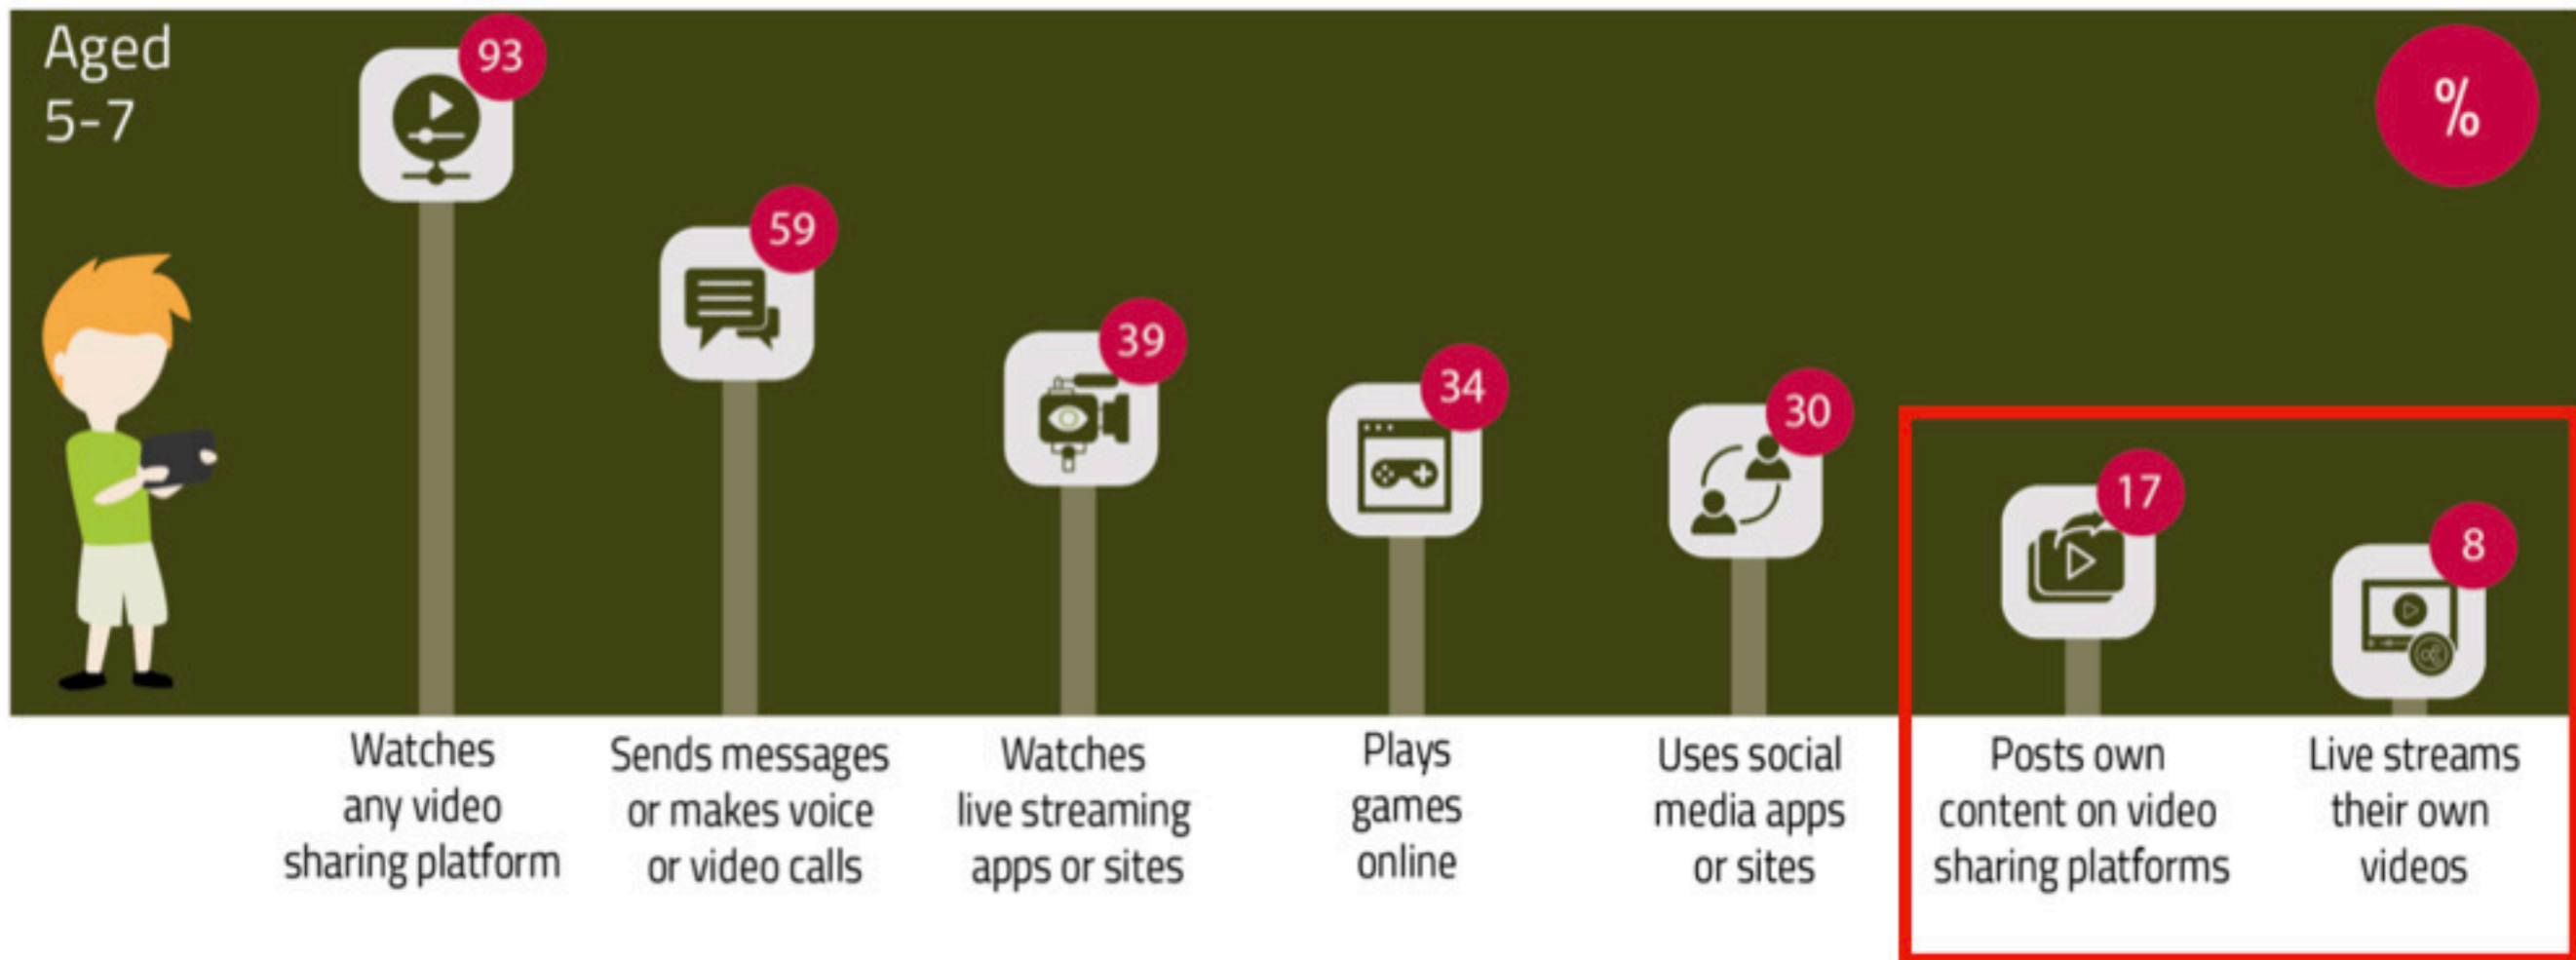 Aged
5-7
93
59
39
34
30
17
8
%
Watches
any video
sharing platform
Sends messages
or makes voice
or video calls
Watches
live streaming
apps or sites
Plays
games
online
Uses social
media apps
or sites
Posts own
content on video
sharing platforms
Live streams
their own
videos